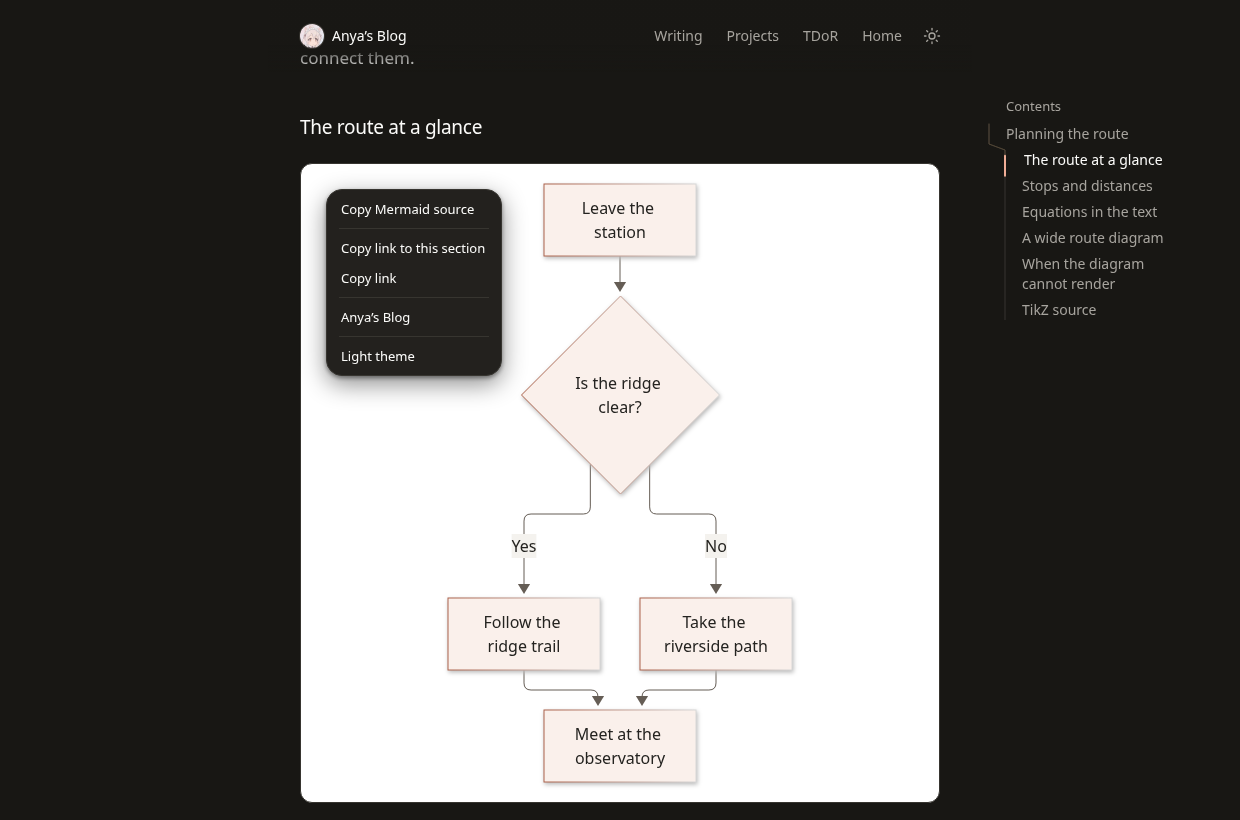 Anya’s Blog
Writing
Projects
TDoR
Home
connect them.
The route at a glance
Copy Mermaid source
Copy link to this section
Copy link
Anya’s Blog
Light theme
Leave the
station
Is the ridge
clear?
Yes
No
Follow the
ridge trail
Take the
riverside path
Meet at the
observatory
Contents
Planning the route
The route at a glance
Stops and distances
Equations in the text
A wide route diagram
When the diagram
cannot render
TikZ source